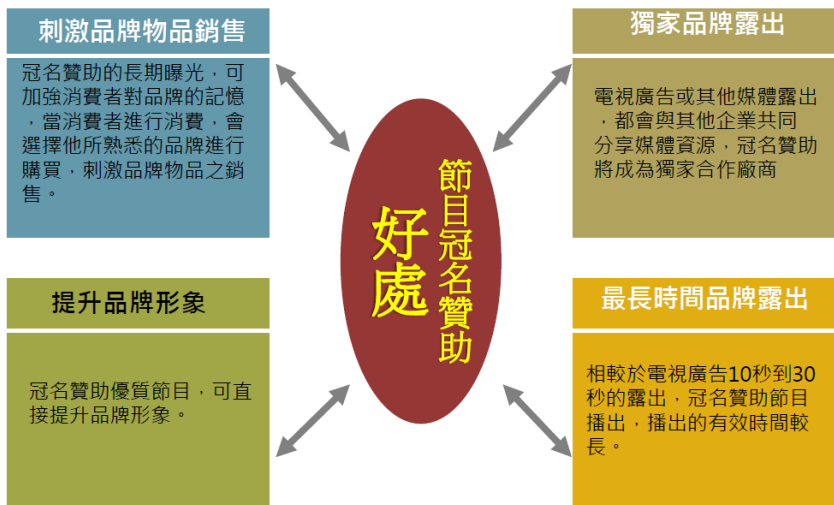 刺激品牌物品銷售
冠名贊助的長期曝光，可
加強消費者對品牌的記憶
，當消費者進行消費，會
選擇他所熟悉的品牌進行
購買，刺激品牌物品之銷
售。
獨家品牌露出
電視廣告或其他媒體露出
，都會與其他企業共同
分享媒體資源，冠名贊助
將成為獨家合作廠商
節目冠名贊助
好處
提升品牌形象
冠名贊助優質節目，可直
接提升品牌形象。
最長時間品牌露出
相較於電視廣告10秒到30
秒的露出，冠名贊助節目
播出，播出的有效時間較
長。